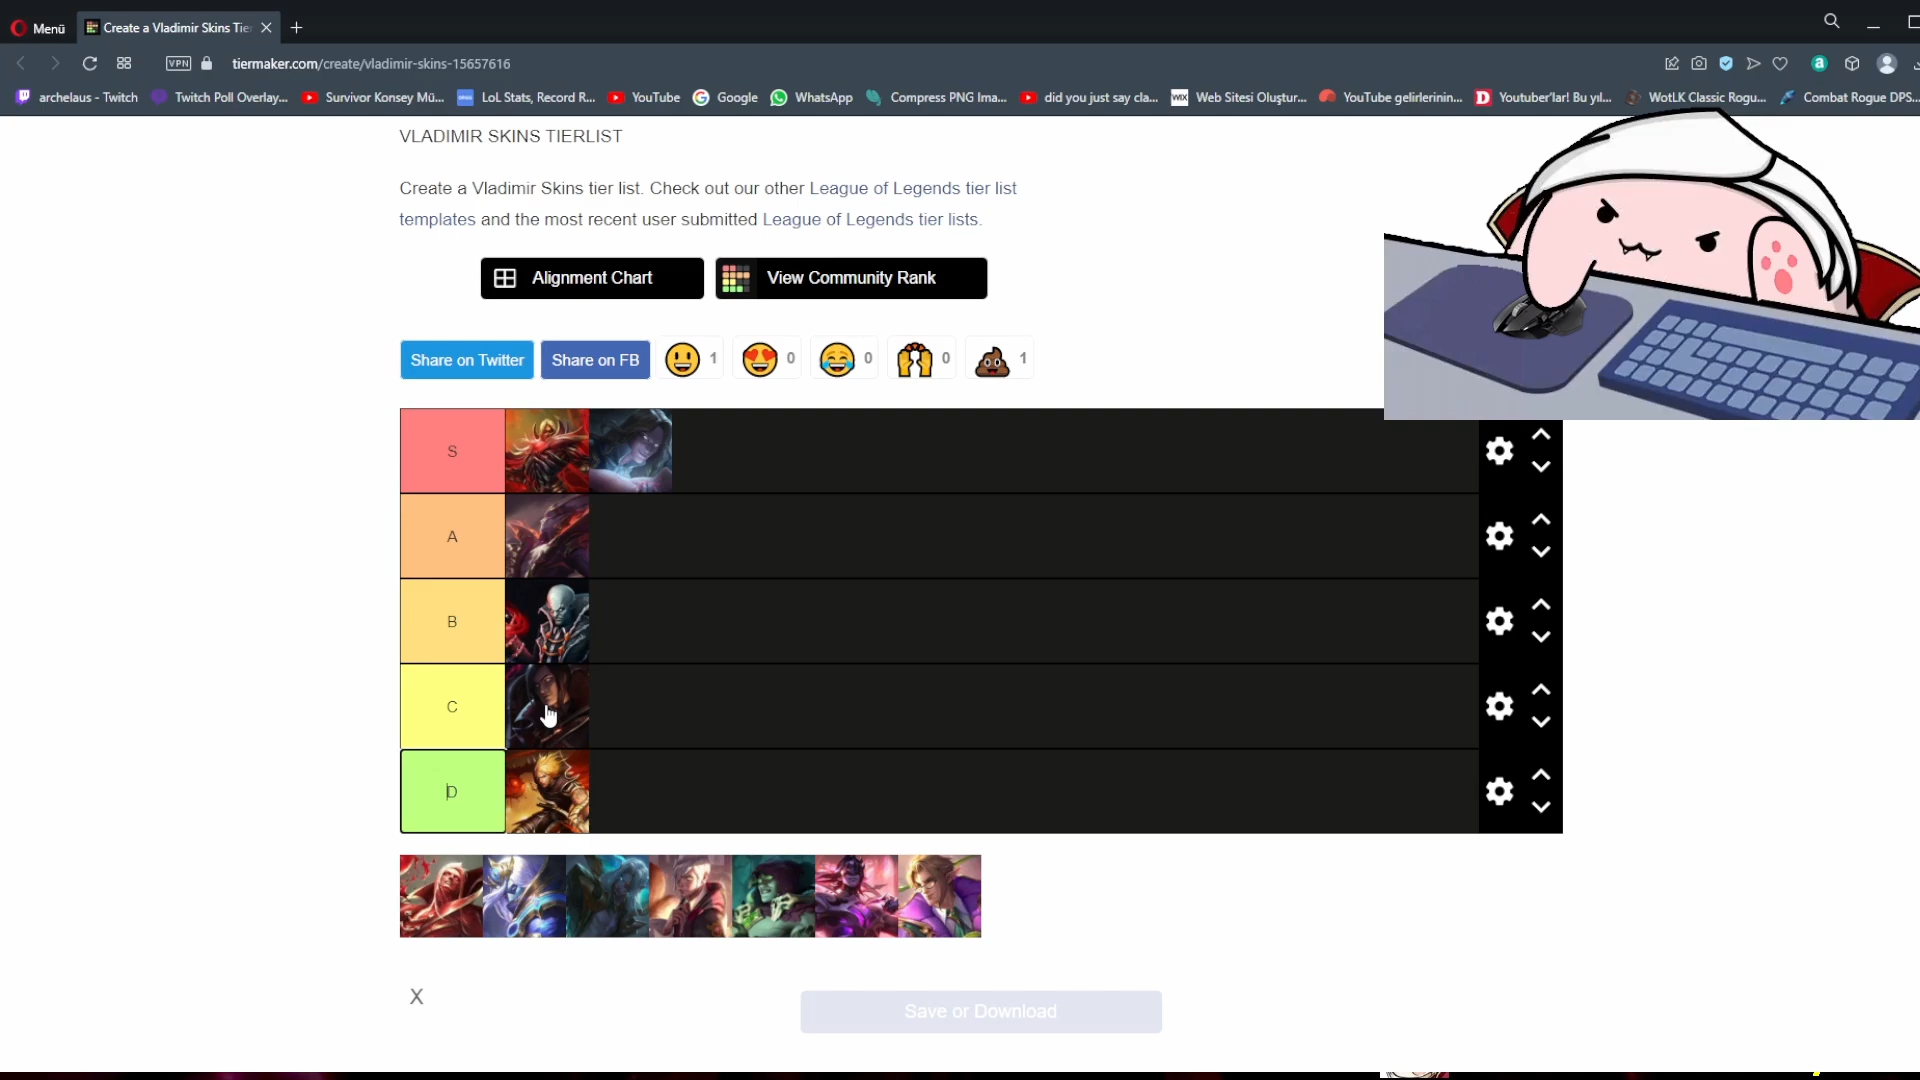 Menü
Create a Vladimir Skins Tie
tiermaker.com/create/vladimir-skins-15657616
VPN
archelaus - Twitch
Twitch Poll Overlay...
Survivor Konsey Mü...
LoL Stats, Record R...
YouTube
Google
WhatsApp
Compress PNG Ima...
did you just say cla...
WIX
Web Sitesi Oluştur...
YouTube gelirlerinin...
Youtuber'lar! Bu yıl...
WotLK Classic Rogu...
Combat Rogue DPS...
VLADIMIR SKINS TIERLIST
Create a Vladimir Skins tier list. Check out our other League of Legends tier list
templates and the most recent user submitted League of Legends tier lists.
Alignment Chart
View Community Rank
Share on Twitter
Share on FB
1
0
0
0
1
S
A
B
C
D
X
Save or Download